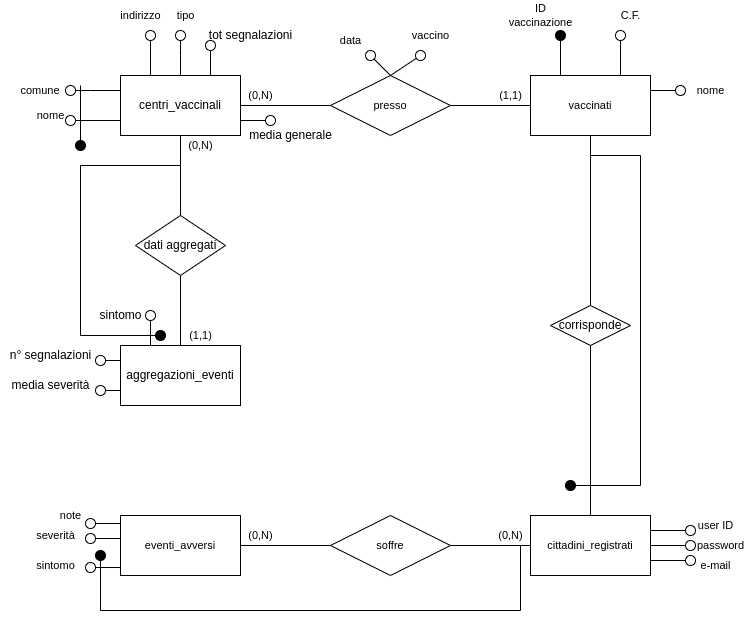 indirizzo
tipo
tot segnalazioni
data
vaccino
ID
vaccinazione
C.F.
comune
nome
centri_vaccinali
(0,N)
presso
(1,1)
vaccinati
nome
media generale
(0,N)
dati aggregati
sintomo
(1,1)
corrisponde
n° segnalazioni
media severità
aggregazioni_eventi
note
severità
sintomo
eventi_avversi
(0,N)
soffre
(0,N)
cittadini_registrati
user ID
password
e-mail